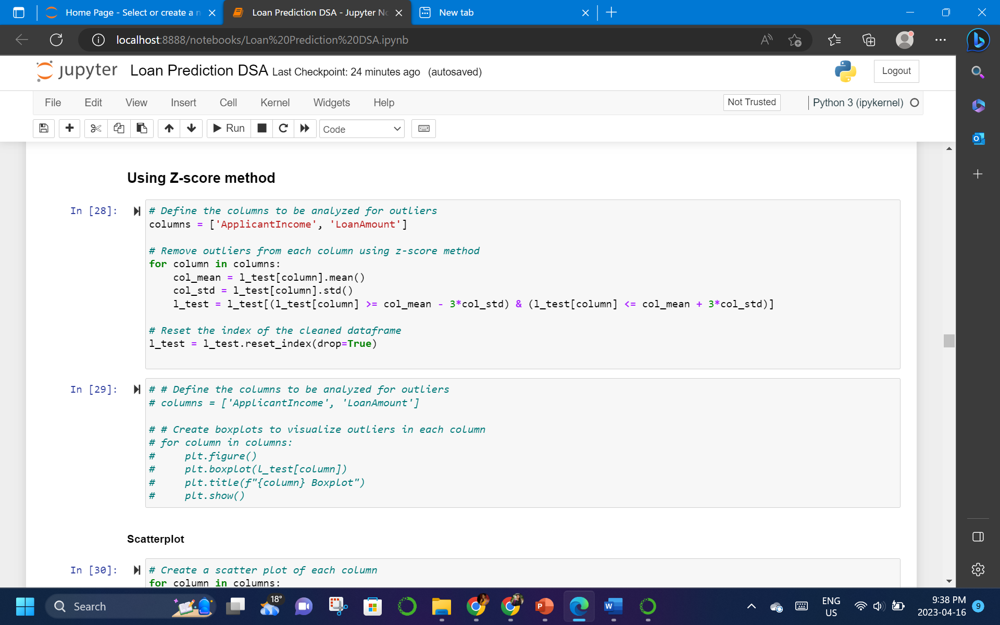 Home Page - Select or create a n
Loan Prediction DSA - Jupyter No
New tab
localhost:8888/notebooks/Loan%20Prediction%20DSA.ipynb
jupyter Loan Prediction DSA Last Checkpoint: 24 minutes ago (autosaved)
Logout
File Edit View Insert Cell Kernel Widgets Help
Not Trusted
Python 3 (ipykernel)
Run
Code
Using Z-score method
In [28]:
# Define the columns to be analyzed for outliers
columns = ['ApplicantIncome', 'LoanAmount']
# Remove outliers from each column using z-score method
for column in columns:
    col_mean = l_test[column].mean()
    col_std = l_test[column].std()
    l_test = l_test[(l_test[column] >= col_mean - 3*col_std) & (l_test[column] <= col_mean + 3*col_std)]
# Reset the index of the cleaned dataframe
l_test = l_test.reset_index(drop=True)
In [29]:
# # Define the columns to be analyzed for outliers
# columns = ['ApplicantIncome', 'LoanAmount']
# # Create boxplots to visualize outliers in each column
# for column in columns:
#     plt.figure()
#     plt.boxplot(l_test[column])
#     plt.title(f"{column} Boxplot")
#     plt.show()
Scatterplot
In [30]:
# Create a scatter plot of each column
for column in columns:
Search
18°
ENG
US
9:38 PM
2023-04-16
9